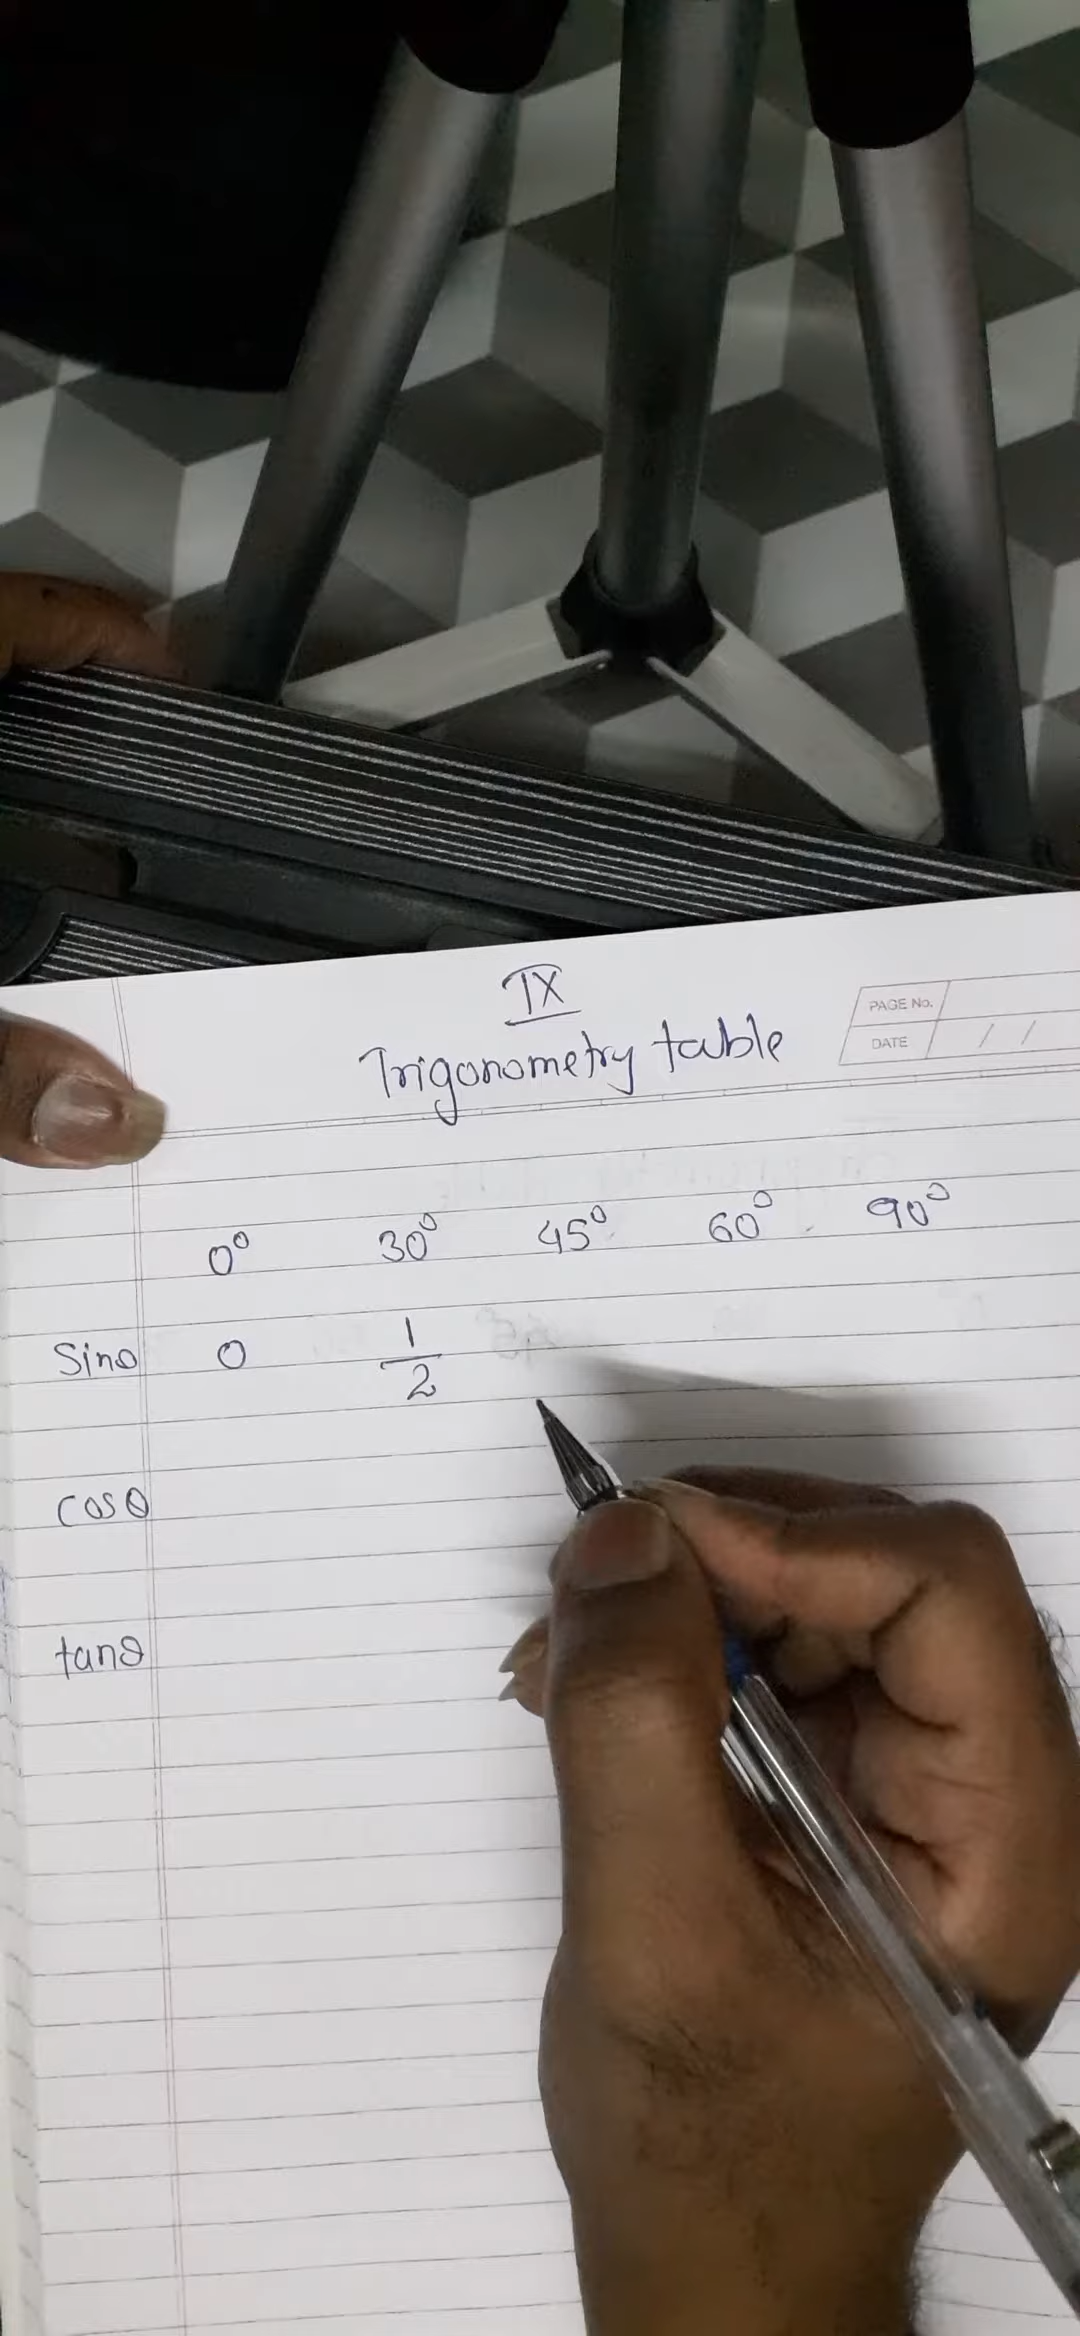 IX
Trigonometry table
PAGE No.
DATE / /
0° 30° 45° 60° 90°
Sinθ 0 1/2
cosθ
tanθ